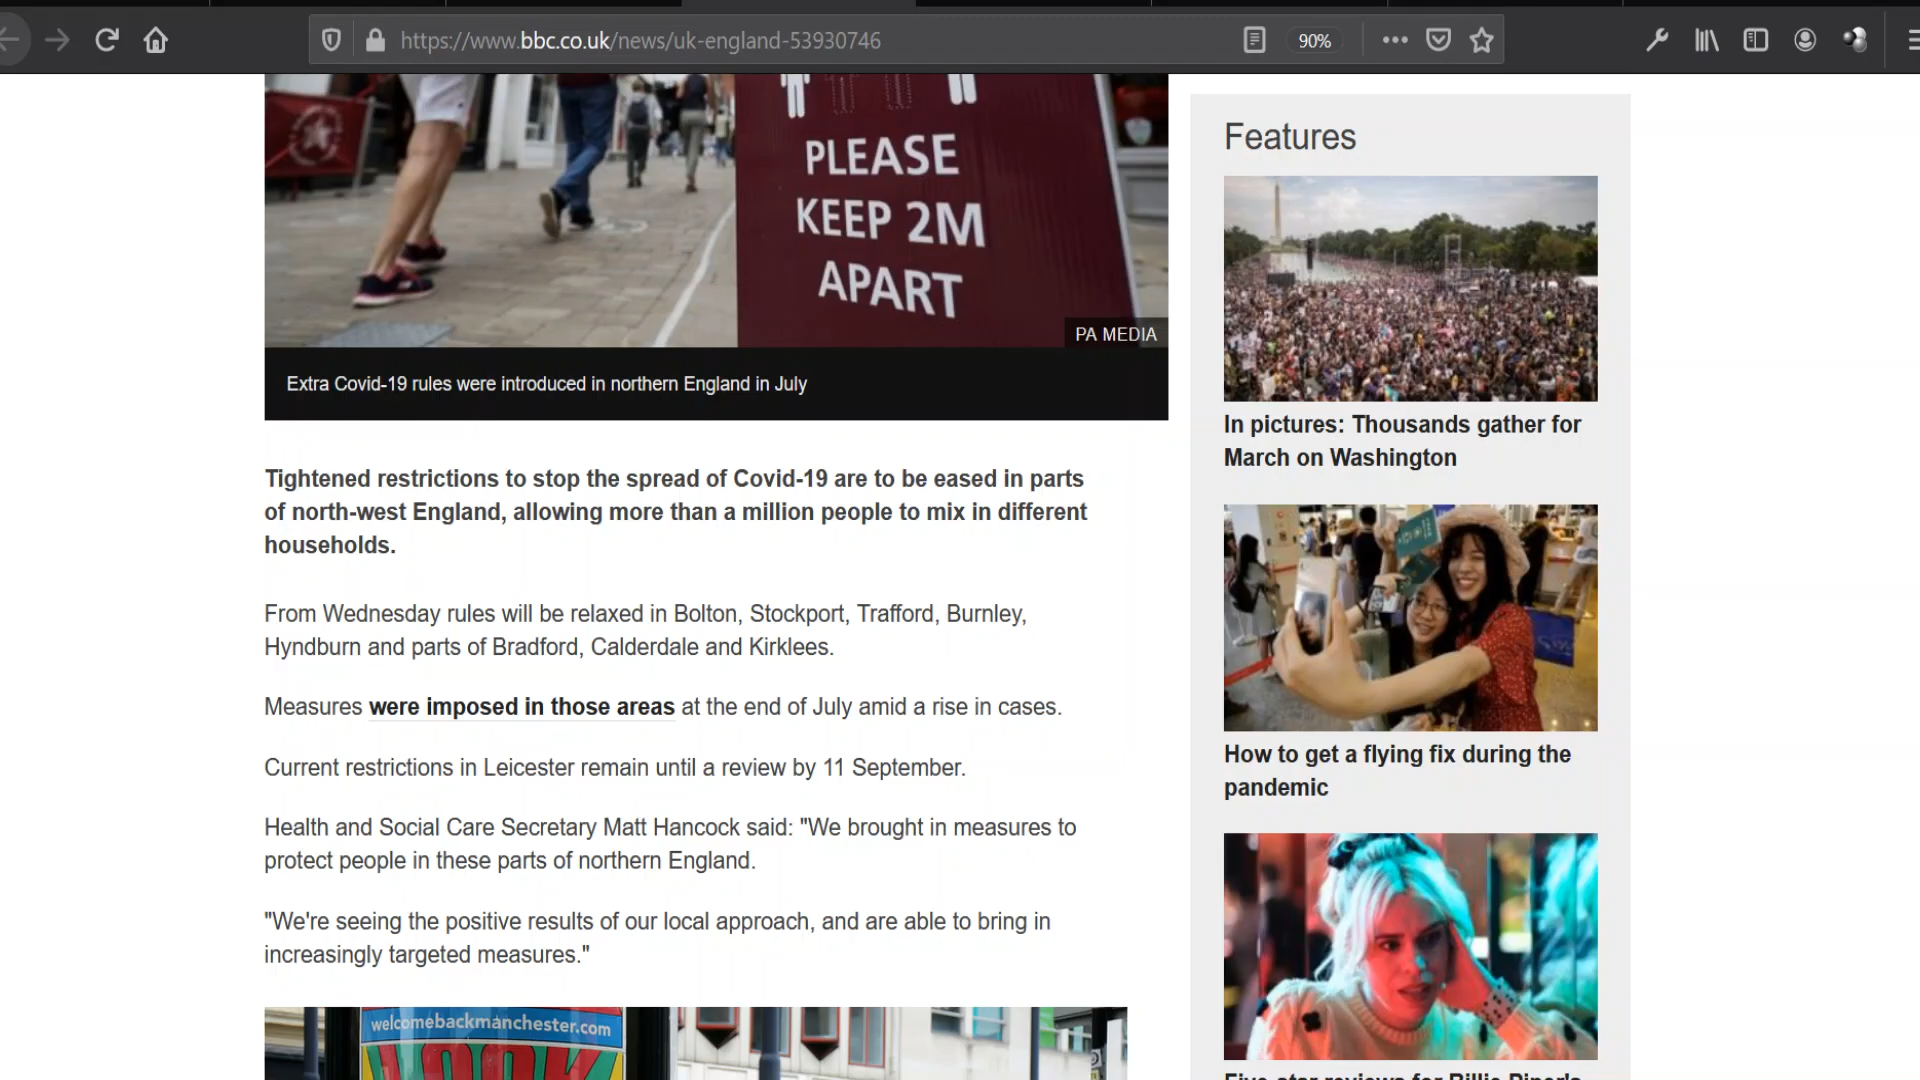 https://www.bbc.co.uk/news/uk-england-53930746
90%
PLEASE
KEEP 2M
APART
PA MEDIA
Extra Covid-19 rules were introduced in northern England in July
Tightened restrictions to stop the spread of Covid-19 are to be eased in parts
of north-west England, allowing more than a million people to mix in different
households.
From Wednesday rules will be relaxed in Bolton, Stockport, Trafford, Burnley,
Hyndburn and parts of Bradford, Calderdale and Kirklees.
Measures were imposed in those areas at the end of July amid a rise in cases.
Current restrictions in Leicester remain until a review by 11 September.
Health and Social Care Secretary Matt Hancock said: "We brought in measures to
protect people in these parts of northern England.
"We're seeing the positive results of our local approach, and are able to bring in
increasingly targeted measures."
welcomebackmanchester.com
LOOK
Features
In pictures: Thousands gather for
March on Washington
How to get a flying fix during the
pandemic
Five-star reviews for Billie Piper's